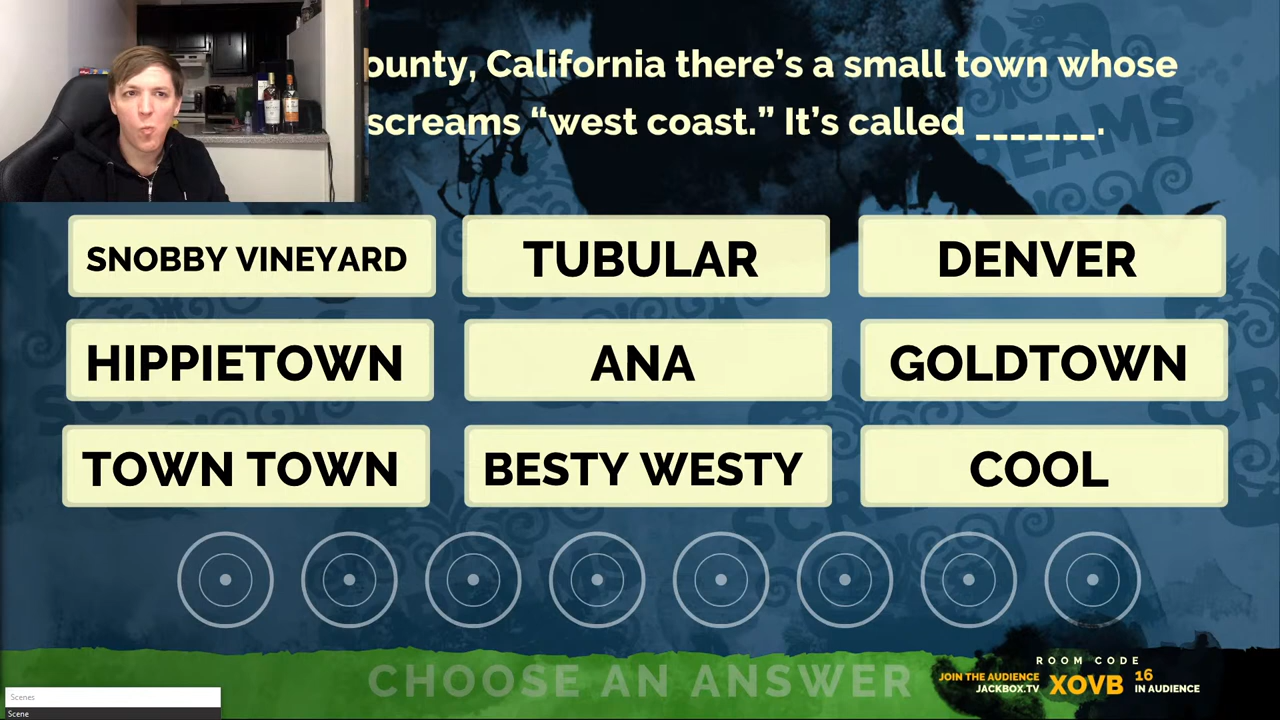 ounty, California there's a small town whose
screams “west coast.” It's called _______.
SNOBBY VINEYARD
TUBULAR
DENVER
HIPPIETOWN
ANA
GOLDTOWN
TOWN TOWN
BESTY WESTY
COOL
CHOOSE AN ANSWER
ROOM CODE
JOIN THE AUDIENCE
JACKBOX.TV
XOVB
16
IN AUDIENCE
Scenes
Scene